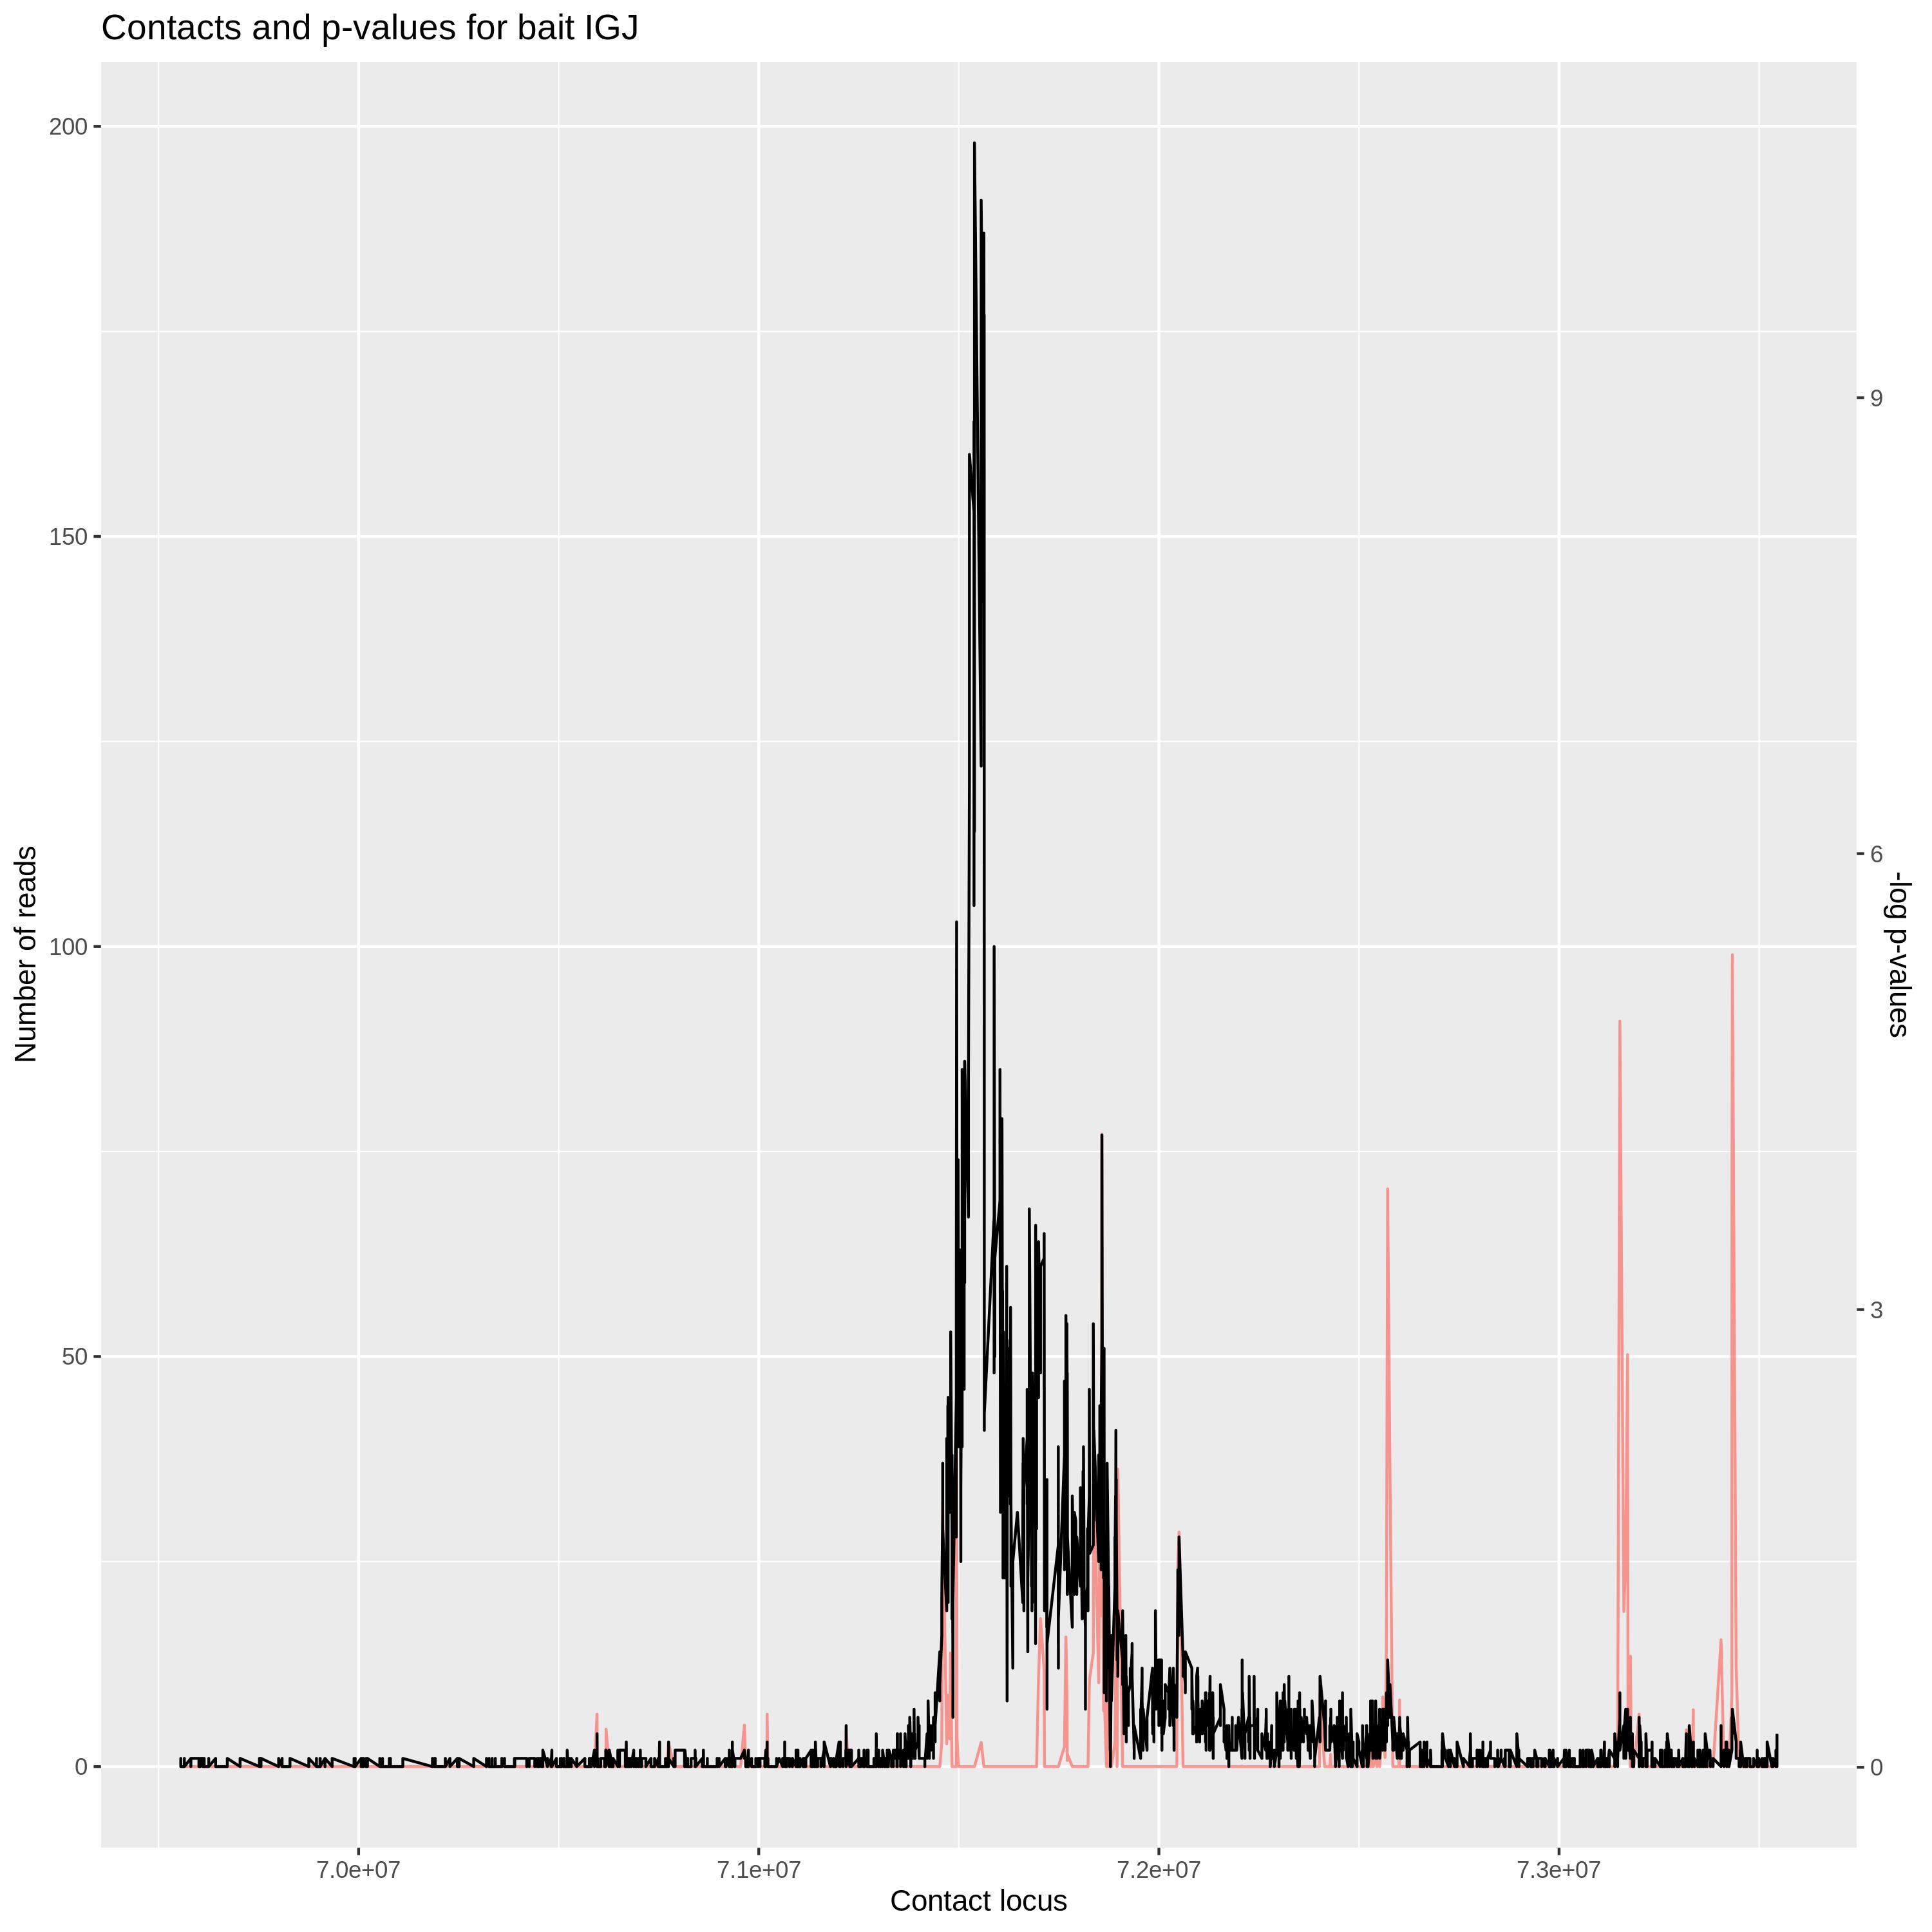 Contacts and p-values for bait IGJ
200
150
100
50
0
Number of reads
9
6
3
0
-log p-values
7.0e+07
7.1e+07
7.2e+07
7.3e+07
Contact locus